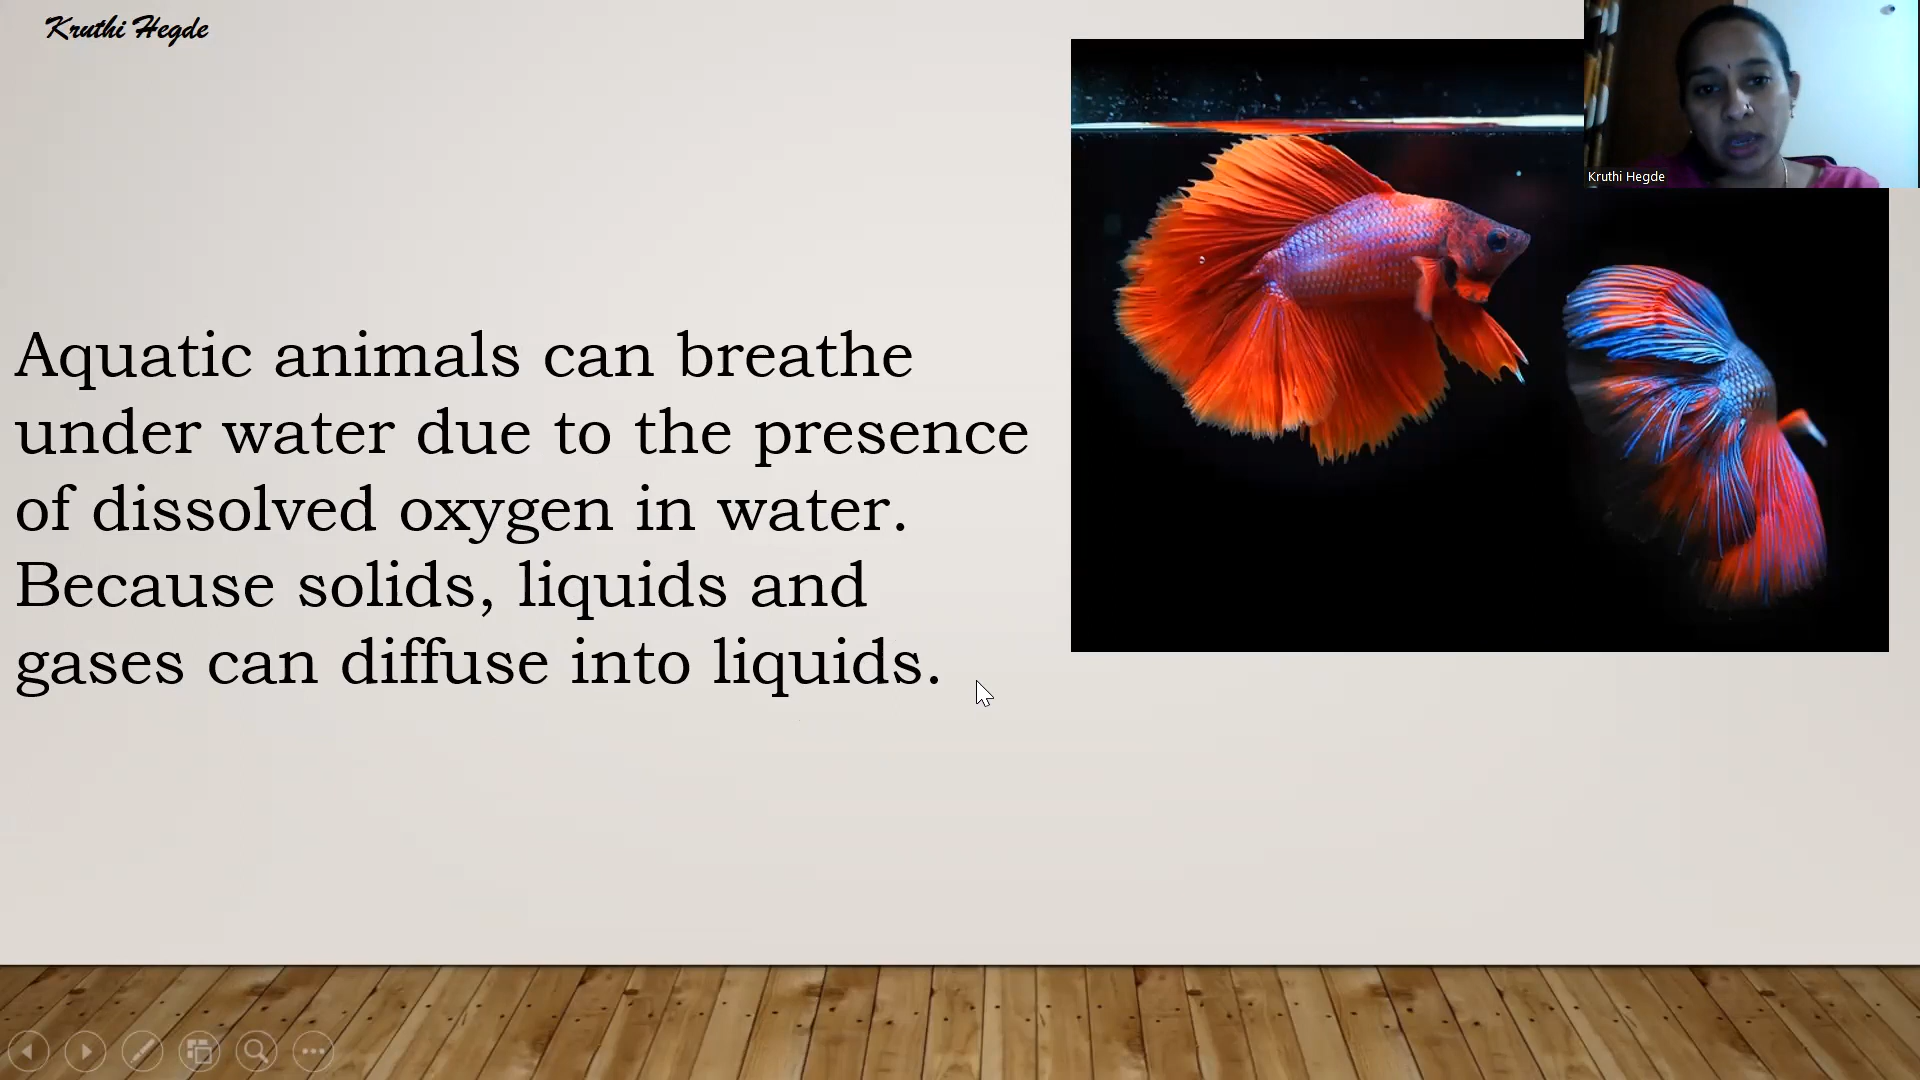 Kruthi Hegde
Kruthi Hegde
Aquatic animals can breathe
under water due to the presence
of dissolved oxygen in water.
Because solids, liquids and
gases can diffuse into liquids.